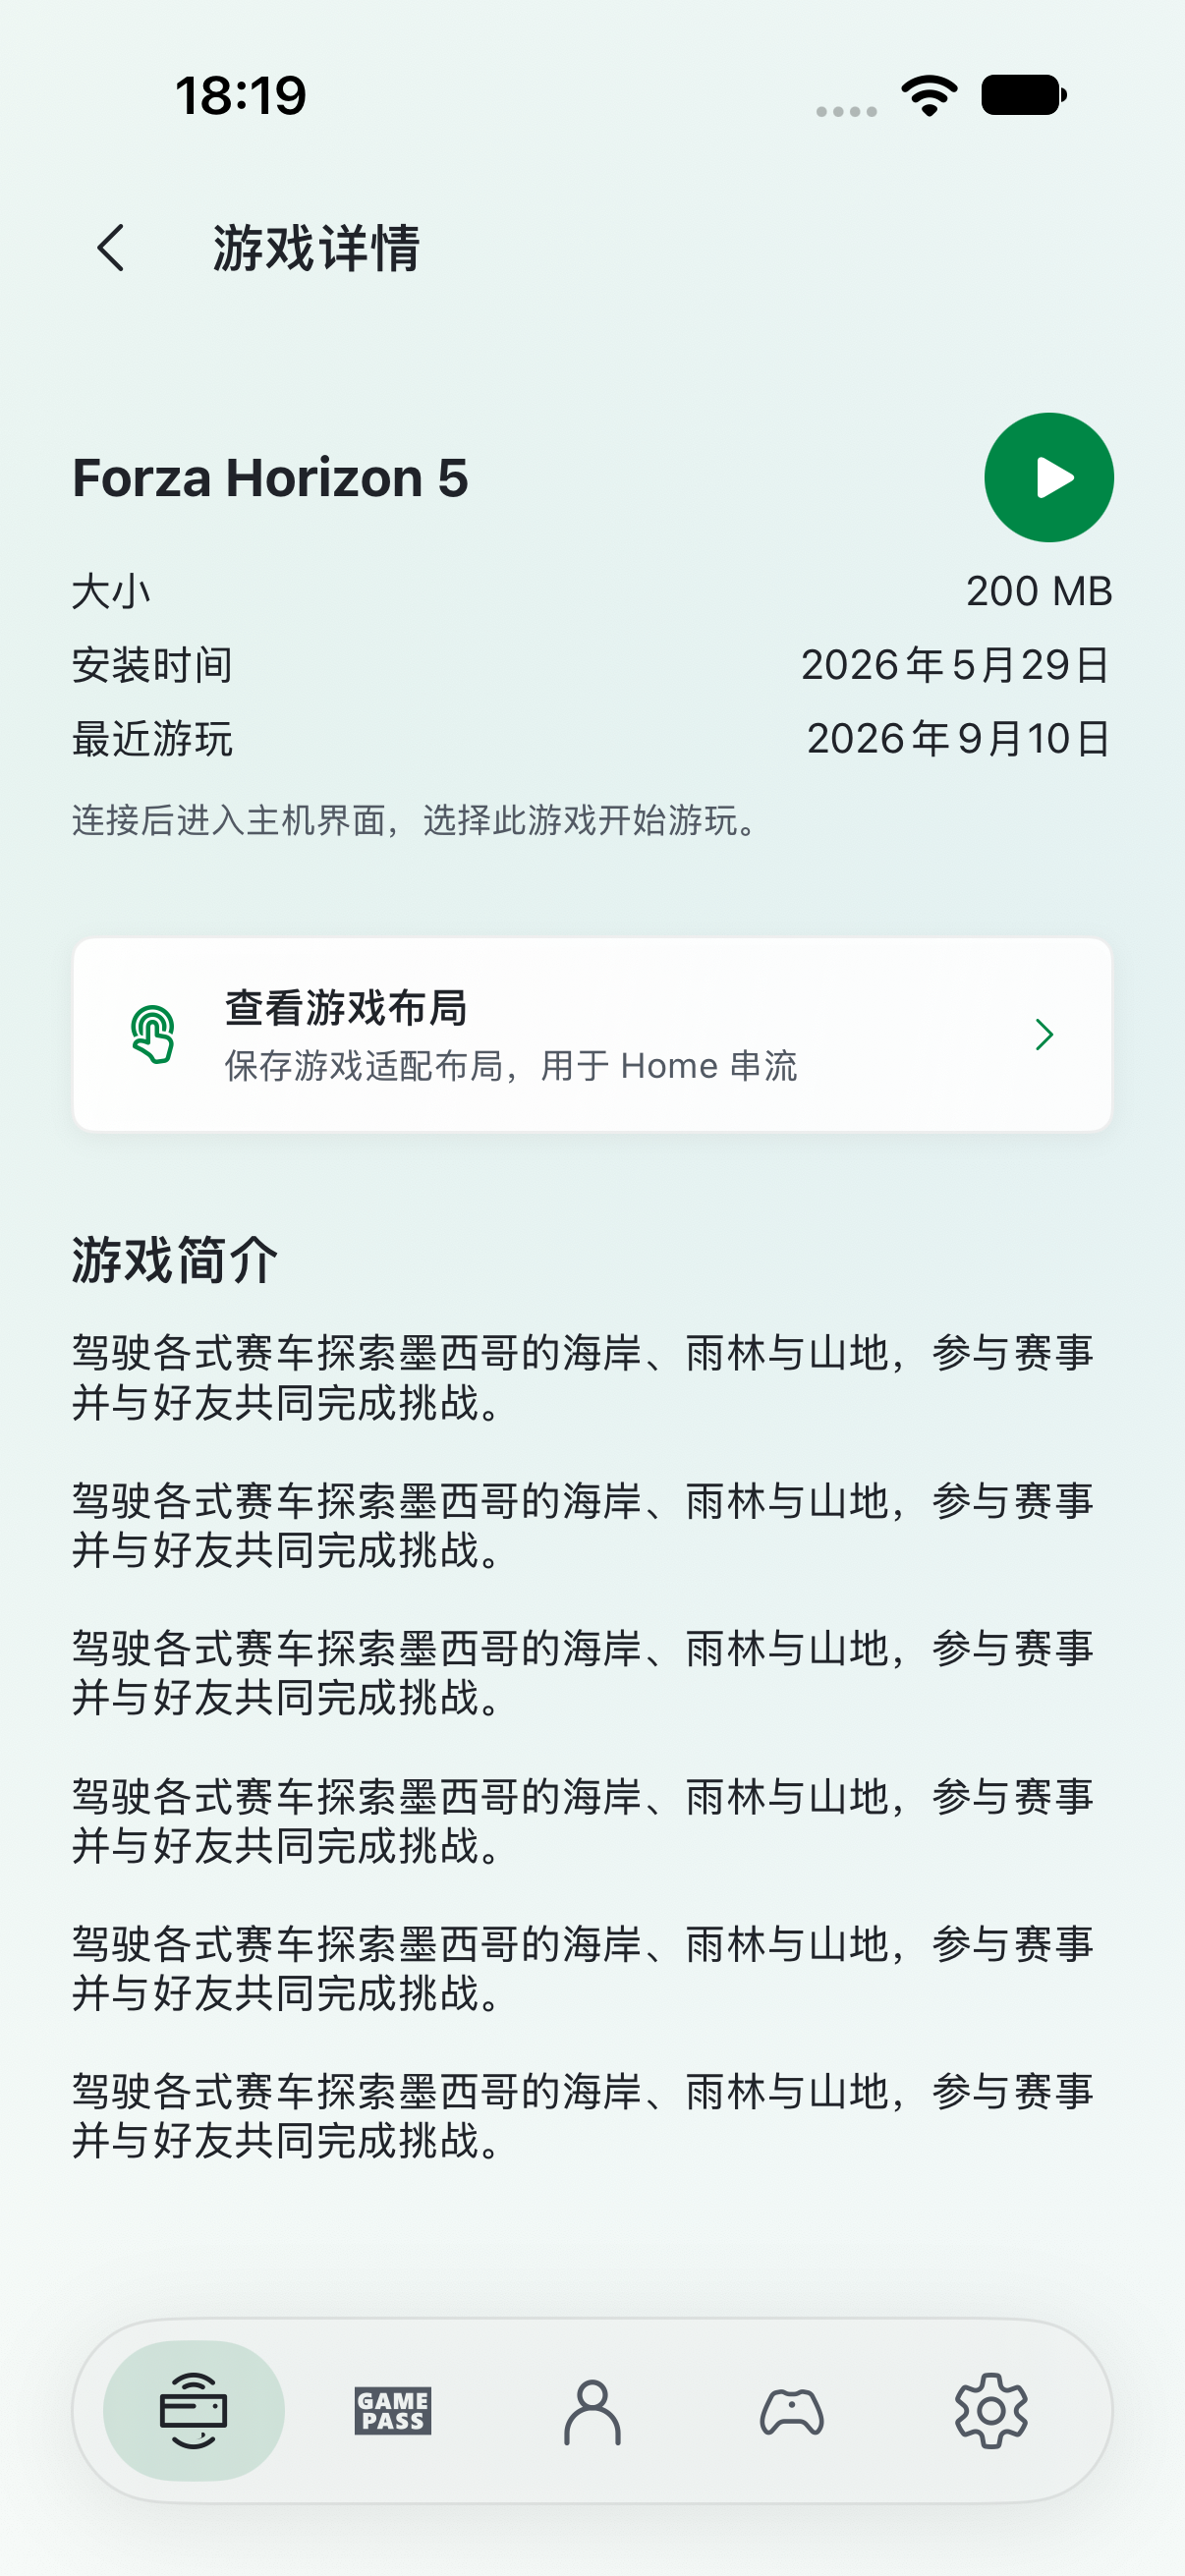 18:19
游戏详情
Forza Horizon 5
大小
200 MB
安装时间
2026年5月29日
最近游玩
2026年9月10日
连接后进入主机界面，选择此游戏开始游玩。
查看游戏布局
保存游戏适配布局，用于 Home 串流
游戏简介
驾驶各式赛车探索墨西哥的海岸、雨林与山地，参与赛事
并与好友共同完成挑战。
驾驶各式赛车探索墨西哥的海岸、雨林与山地，参与赛事
并与好友共同完成挑战。
驾驶各式赛车探索墨西哥的海岸、雨林与山地，参与赛事
并与好友共同完成挑战。
驾驶各式赛车探索墨西哥的海岸、雨林与山地，参与赛事
并与好友共同完成挑战。
驾驶各式赛车探索墨西哥的海岸、雨林与山地，参与赛事
并与好友共同完成挑战。
驾驶各式赛车探索墨西哥的海岸、雨林与山地，参与赛事
并与好友共同完成挑战。
GAME
PASS